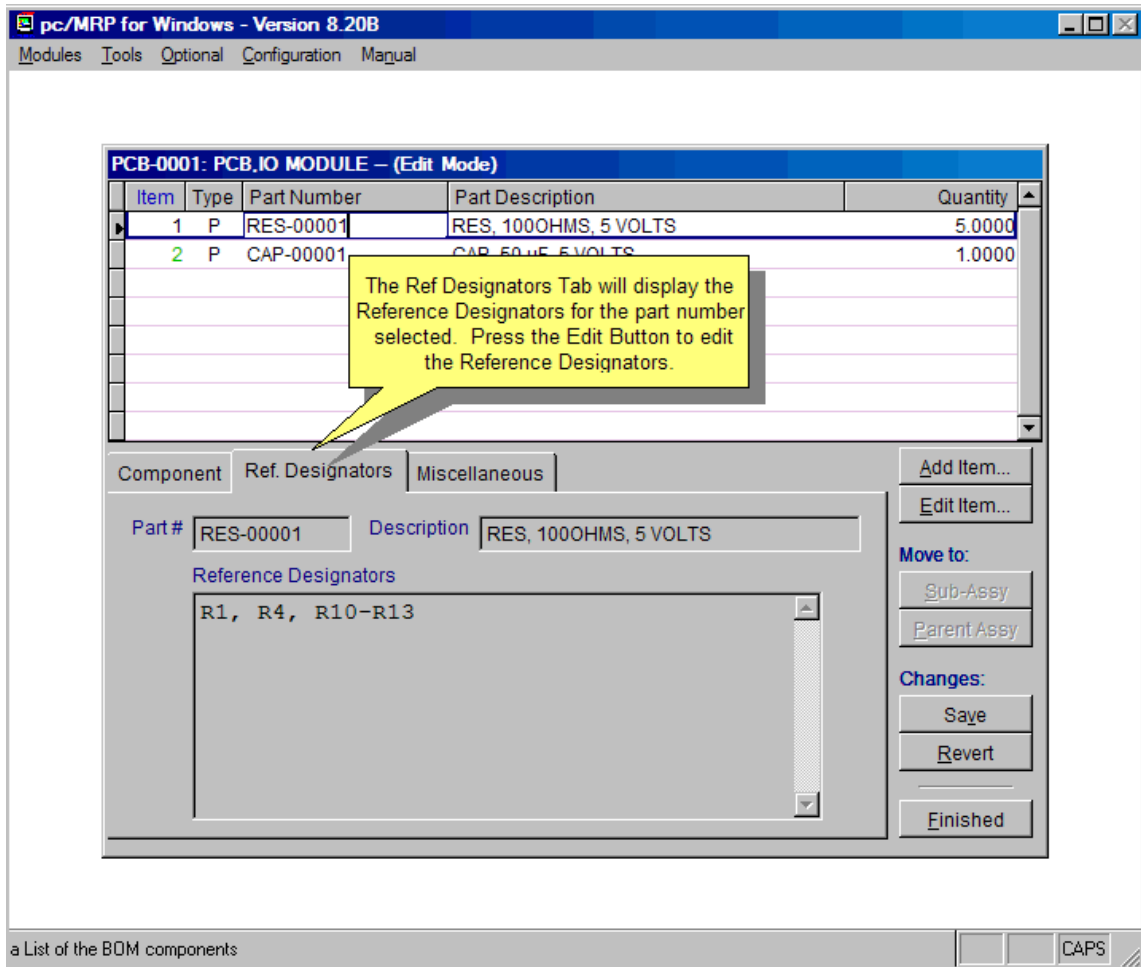 pc/MRP for Windows - Version 8.20B
Modules Tools Optional Configuration Manual
PCB-0001: PCB,IO MODULE – (Edit Mode)
Item Type Part Number Part Description Quantity
1 P RES-00001 RES, 100OHMS, 5 VOLTS 5.0000
2 P CAP-00001 CAP, 50 uF, 5 VOLTS 1.0000
The Ref Designators Tab will display the
Reference Designators for the part number
selected. Press the Edit Button to edit
the Reference Designators.
Component Ref. Designators Miscellaneous
Add Item...
Edit Item...
Part # RES-00001 Description RES, 100OHMS, 5 VOLTS
Move to:
Reference Designators
Sub-Assy
R1, R4, R10-R13
Parent Assy
Changes:
Save
Revert
Finished
a List of the BOM components CAPS